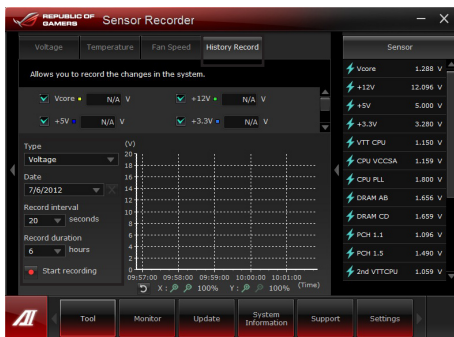 REPUBLIC OF GAMERS Sensor Recorder
Voltage Temperature Fan Speed History Record
Allows you to record the changes in the system.
Vcore N/A V +12V N/A V
+5V N/A V +3.3V N/A V
Type
Voltage
Date
7/6/2012
Record interval
20 seconds
Record duration
6 hours
Start recording
(V)
20
18
16
14
12
10
8
6
4
2
0
09:57:00 09:58:00 09:59:00 10:00:00 10:01:00
(Time)
X : 100% Y : 100%
Sensor
Vcore 1.288 V
+12V 12.096 V
+5V 5.000 V
+3.3V 3.280 V
VTT CPU 1.150 V
CPU VCCSA 1.159 V
CPU PLL 1.800 V
DRAM AB 1.656 V
DRAM CD 1.659 V
PCH 1.1 1.096 V
PCH 1.5 1.490 V
2nd VTTCPU 1.059 V
Tool Monitor Update System Information Support Settings